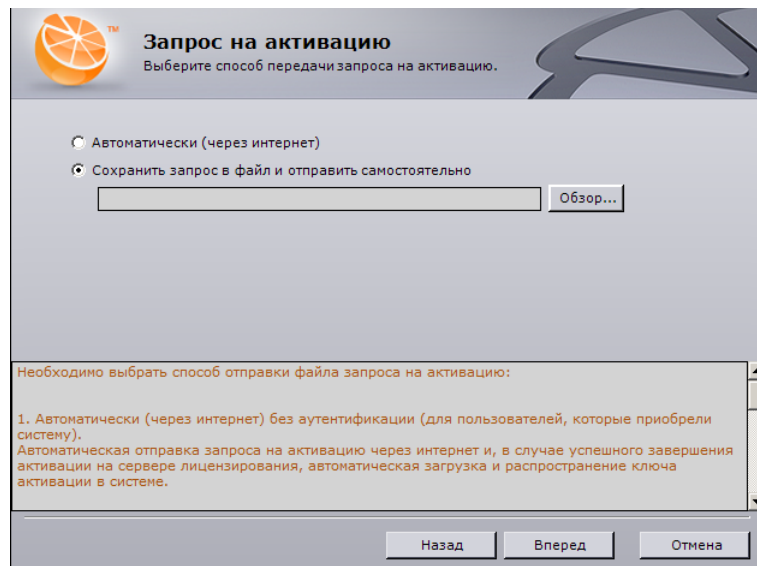 TM
Запрос на активацию
Выберите способ передачи запроса на активацию.
Автоматически (через интернет)
Сохранить запрос в файл и отправить самостоятельно
Обзор...
Необходимо выбрать способ отправки файла запроса на активацию:
1. Автоматически (через интернет) без аутентификации (для пользователей, которые приобрели
систему).
Автоматическая отправка запроса на активацию через интернет и, в случае успешного завершения
активации на сервере лицензирования, автоматическая загрузка и распространение ключа
активации в системе.
Назад
Вперед
Отмена